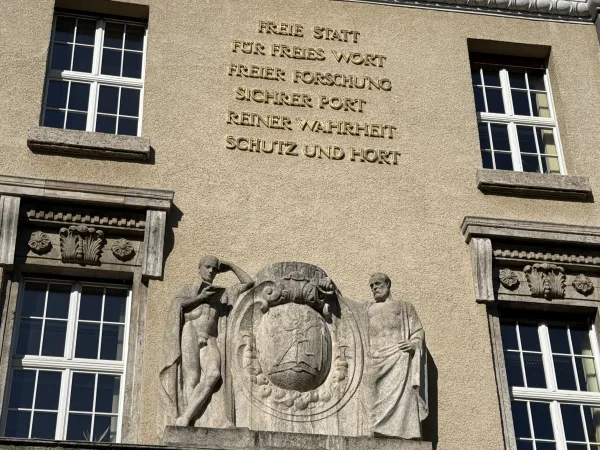 FREIE STATT
FÜR FREIES WORT
FREIER FORSCHUNG
SICHRER PORT
REINER WAHRHEIT
SCHUTZ UND HORT